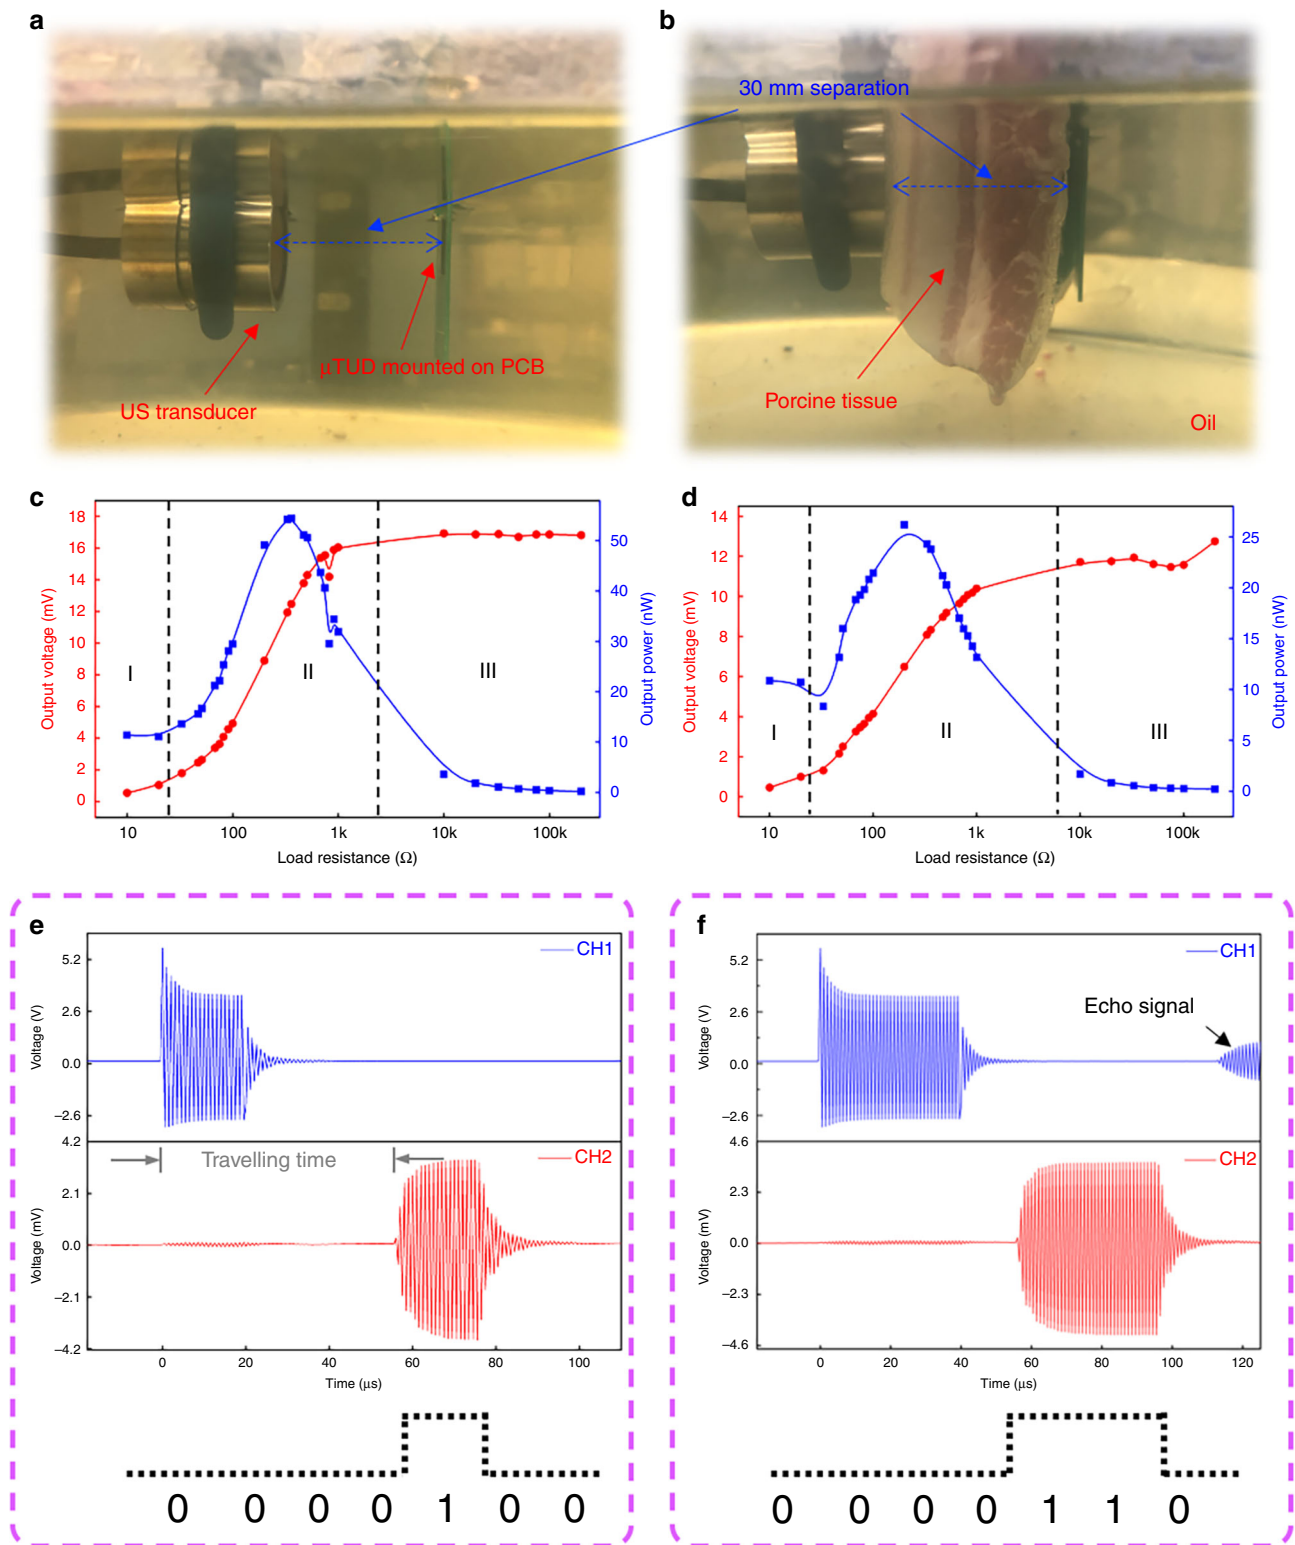 a
b
30 mm separation
μTUD mounted on PCB
US transducer
Porcine tissue
Oil
c
18
16
14
12
10
8
6
4
2
0
Output voltage (mV)
I
II
III
50
40
30
20
10
0
Output power (nW)
10
100
1k
10k
100k
Load resistance (Ω)
d
14
12
10
8
6
4
2
0
Output voltage (mV)
I
II
III
25
20
15
10
5
0
Output power (nW)
10
100
1k
10k
100k
Load resistance (Ω)
e
CH1
5.2
2.6
0.0
–2.6
Voltage (V)
4.2
2.1
0.0
–2.1
–4.2
Voltage (mV)
Travelling time
CH2
0
20
40
60
80
100
Time (μs)
0 0 0 0 1 0 0
f
CH1
5.2
2.6
0.0
–2.6
Voltage (V)
Echo signal
4.6
2.3
0.0
–2.3
–4.6
Voltage (mV)
CH2
0
20
40
60
80
100
120
Time (μs)
0 0 0 0 1 1 0